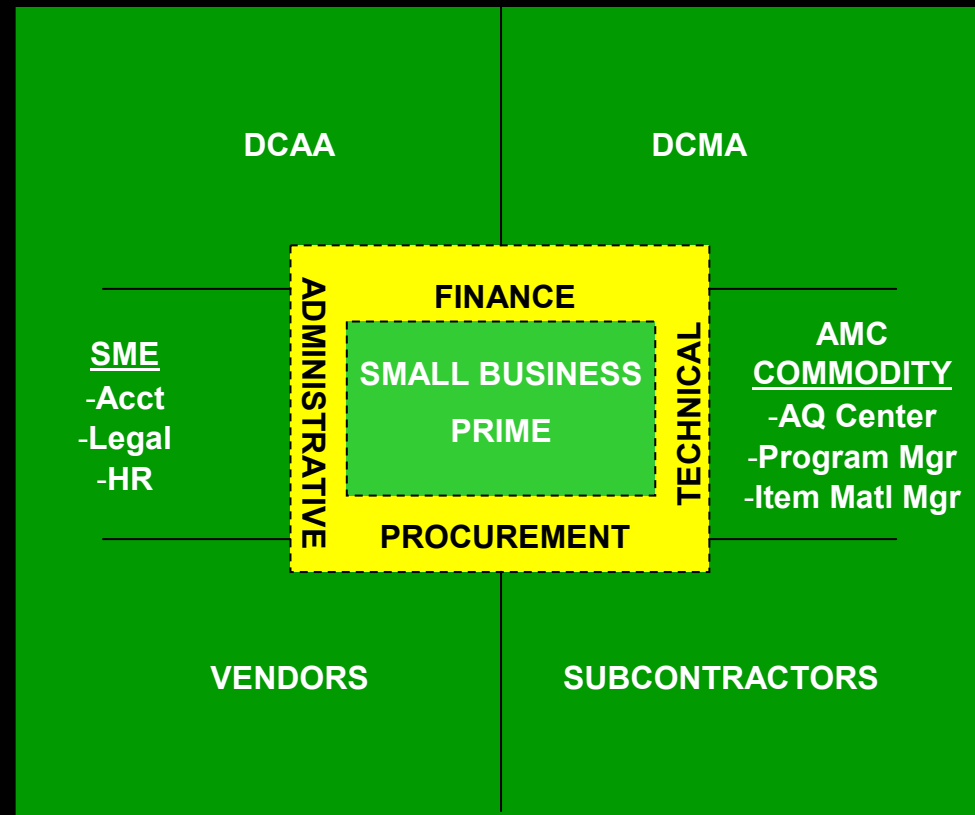 DCAA
DCMA
ADMINISTRATIVE
FINANCE
TECHNICAL
PROCUREMENT
SMALL BUSINESS
PRIME
SME
-Acct
-Legal
-HR
AMC
COMMODITY
-AQ Center
-Program Mgr
-Item Matl Mgr
VENDORS
SUBCONTRACTORS